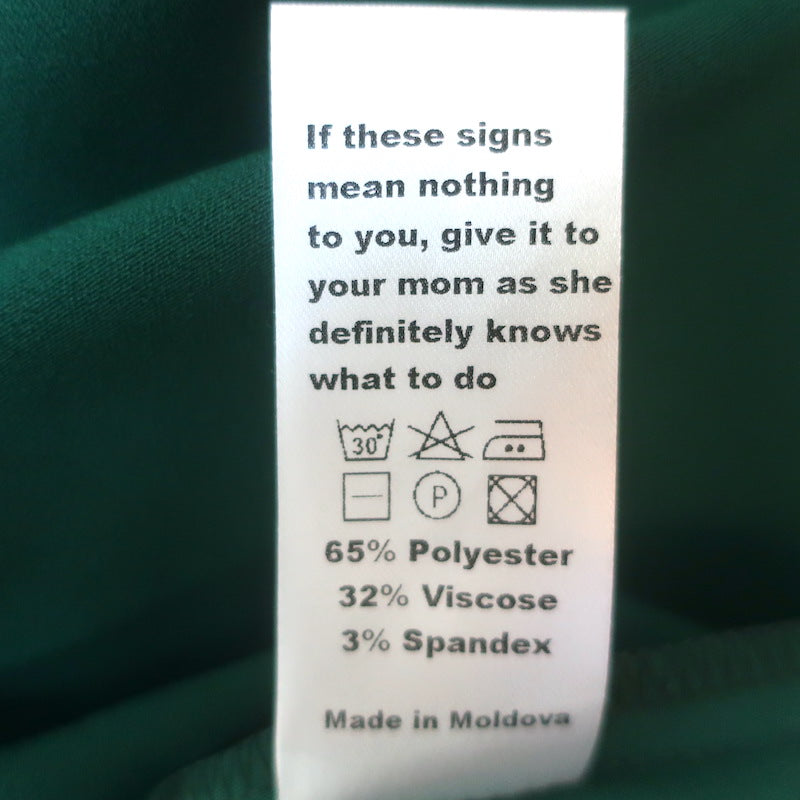 If these signs
mean nothing
to you, give it to
your mom as she
definitely knows
what to do
30°
P
65% Polyester
32% Viscose
3% Spandex
Made in Moldova